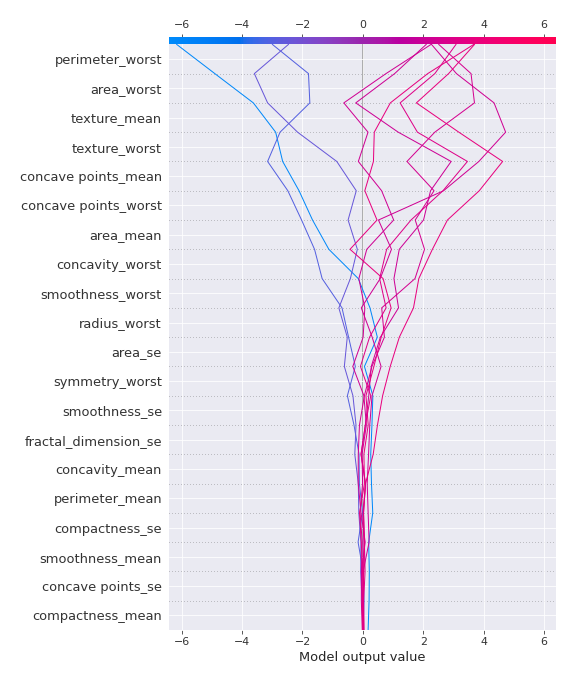 −6 −4 −2 0 2 4 6
perimeter_worst
area_worst
texture_mean
texture_worst
concave points_mean
concave points_worst
area_mean
concavity_worst
smoothness_worst
radius_worst
area_se
symmetry_worst
smoothness_se
fractal_dimension_se
concavity_mean
perimeter_mean
compactness_se
smoothness_mean
concave points_se
compactness_mean
−6 −4 −2 0 2 4 6
Model output value